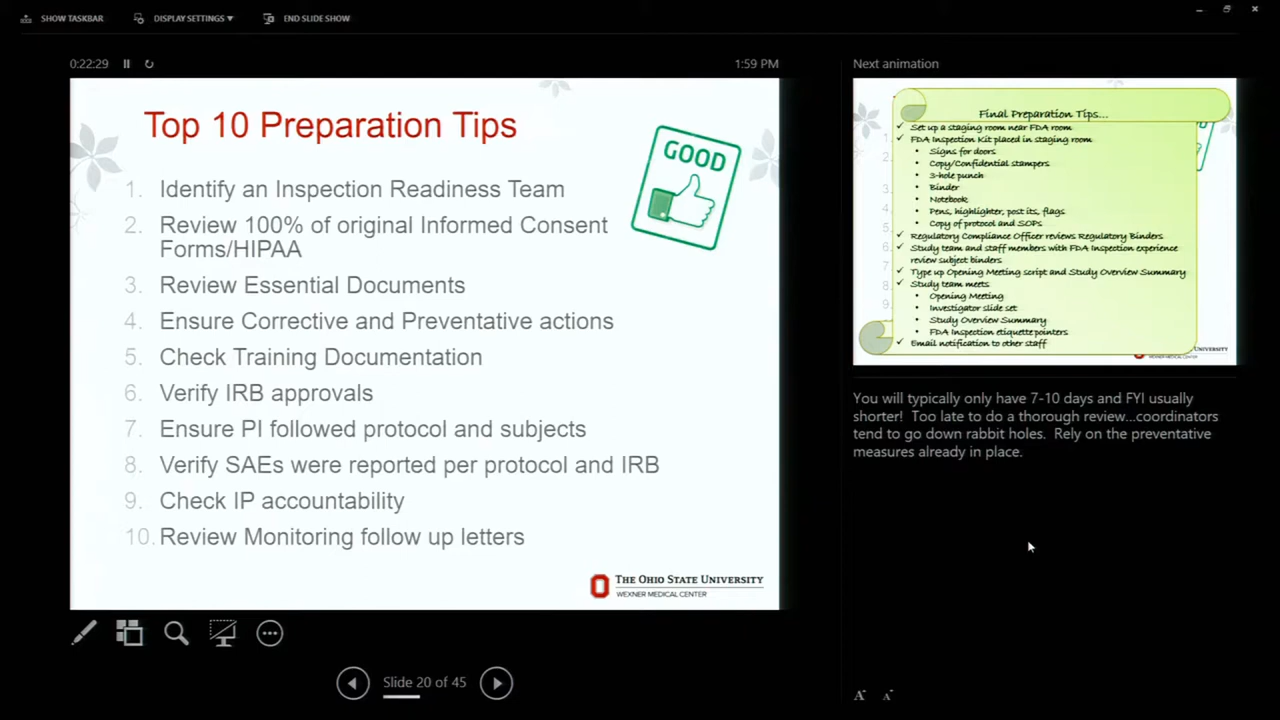 SHOW TASKBAR
DISPLAY SETTINGS ▼
END SLIDE SHOW
0:22:29
1:59 PM
Top 10 Preparation Tips
GOOD
1. Identify an Inspection Readiness Team
2. Review 100% of original Informed Consent
Forms/HIPAA
3. Review Essential Documents
4. Ensure Corrective and Preventative actions
5. Check Training Documentation
6. Verify IRB approvals
7. Ensure PI followed protocol and subjects
8. Verify SAEs were reported per protocol and IRB
9. Check IP accountability
10. Review Monitoring follow up letters
THE OHIO STATE UNIVERSITY
WEXNER MEDICAL CENTER
Slide 20 of 45
Next animation
Final Preparation Tips...
✓ Set up a staging room near FDA room
✓ FDA Inspection Kit placed in staging room
• Signs for doors
• Copy/Confidential stampers
• 3-hole punch
• Binder
• Notebook
• Pens, highlighter, post its, flags
• Copy of protocol and SOPs
✓ Regulatory Compliance Officer reviews Regulatory Binders
✓ Study team and staff members with FDA Inspection experience
review subject binders
✓ Type up Opening Meeting script and Study Overview Summary
✓ Study team meets
• Opening Meeting
• Investigator slide set
• Study Overview Summary
• FDA Inspection etiquette pointers
✓ Email notification to other staff
You will typically only have 7-10 days and FYI usually
shorter! Too late to do a thorough review...coordinators
tend to go down rabbit holes. Rely on the preventative
measures already in place.
A A